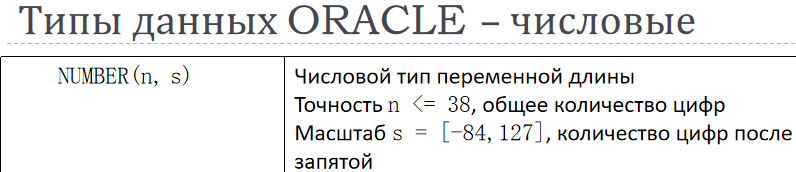 Типы данных ORACLE – числовые
NUMBER(n, s)
Числовой тип переменной длины
Точность n <= 38, общее количество цифр
Масштаб s = [-84, 127], количество цифр после
запятой